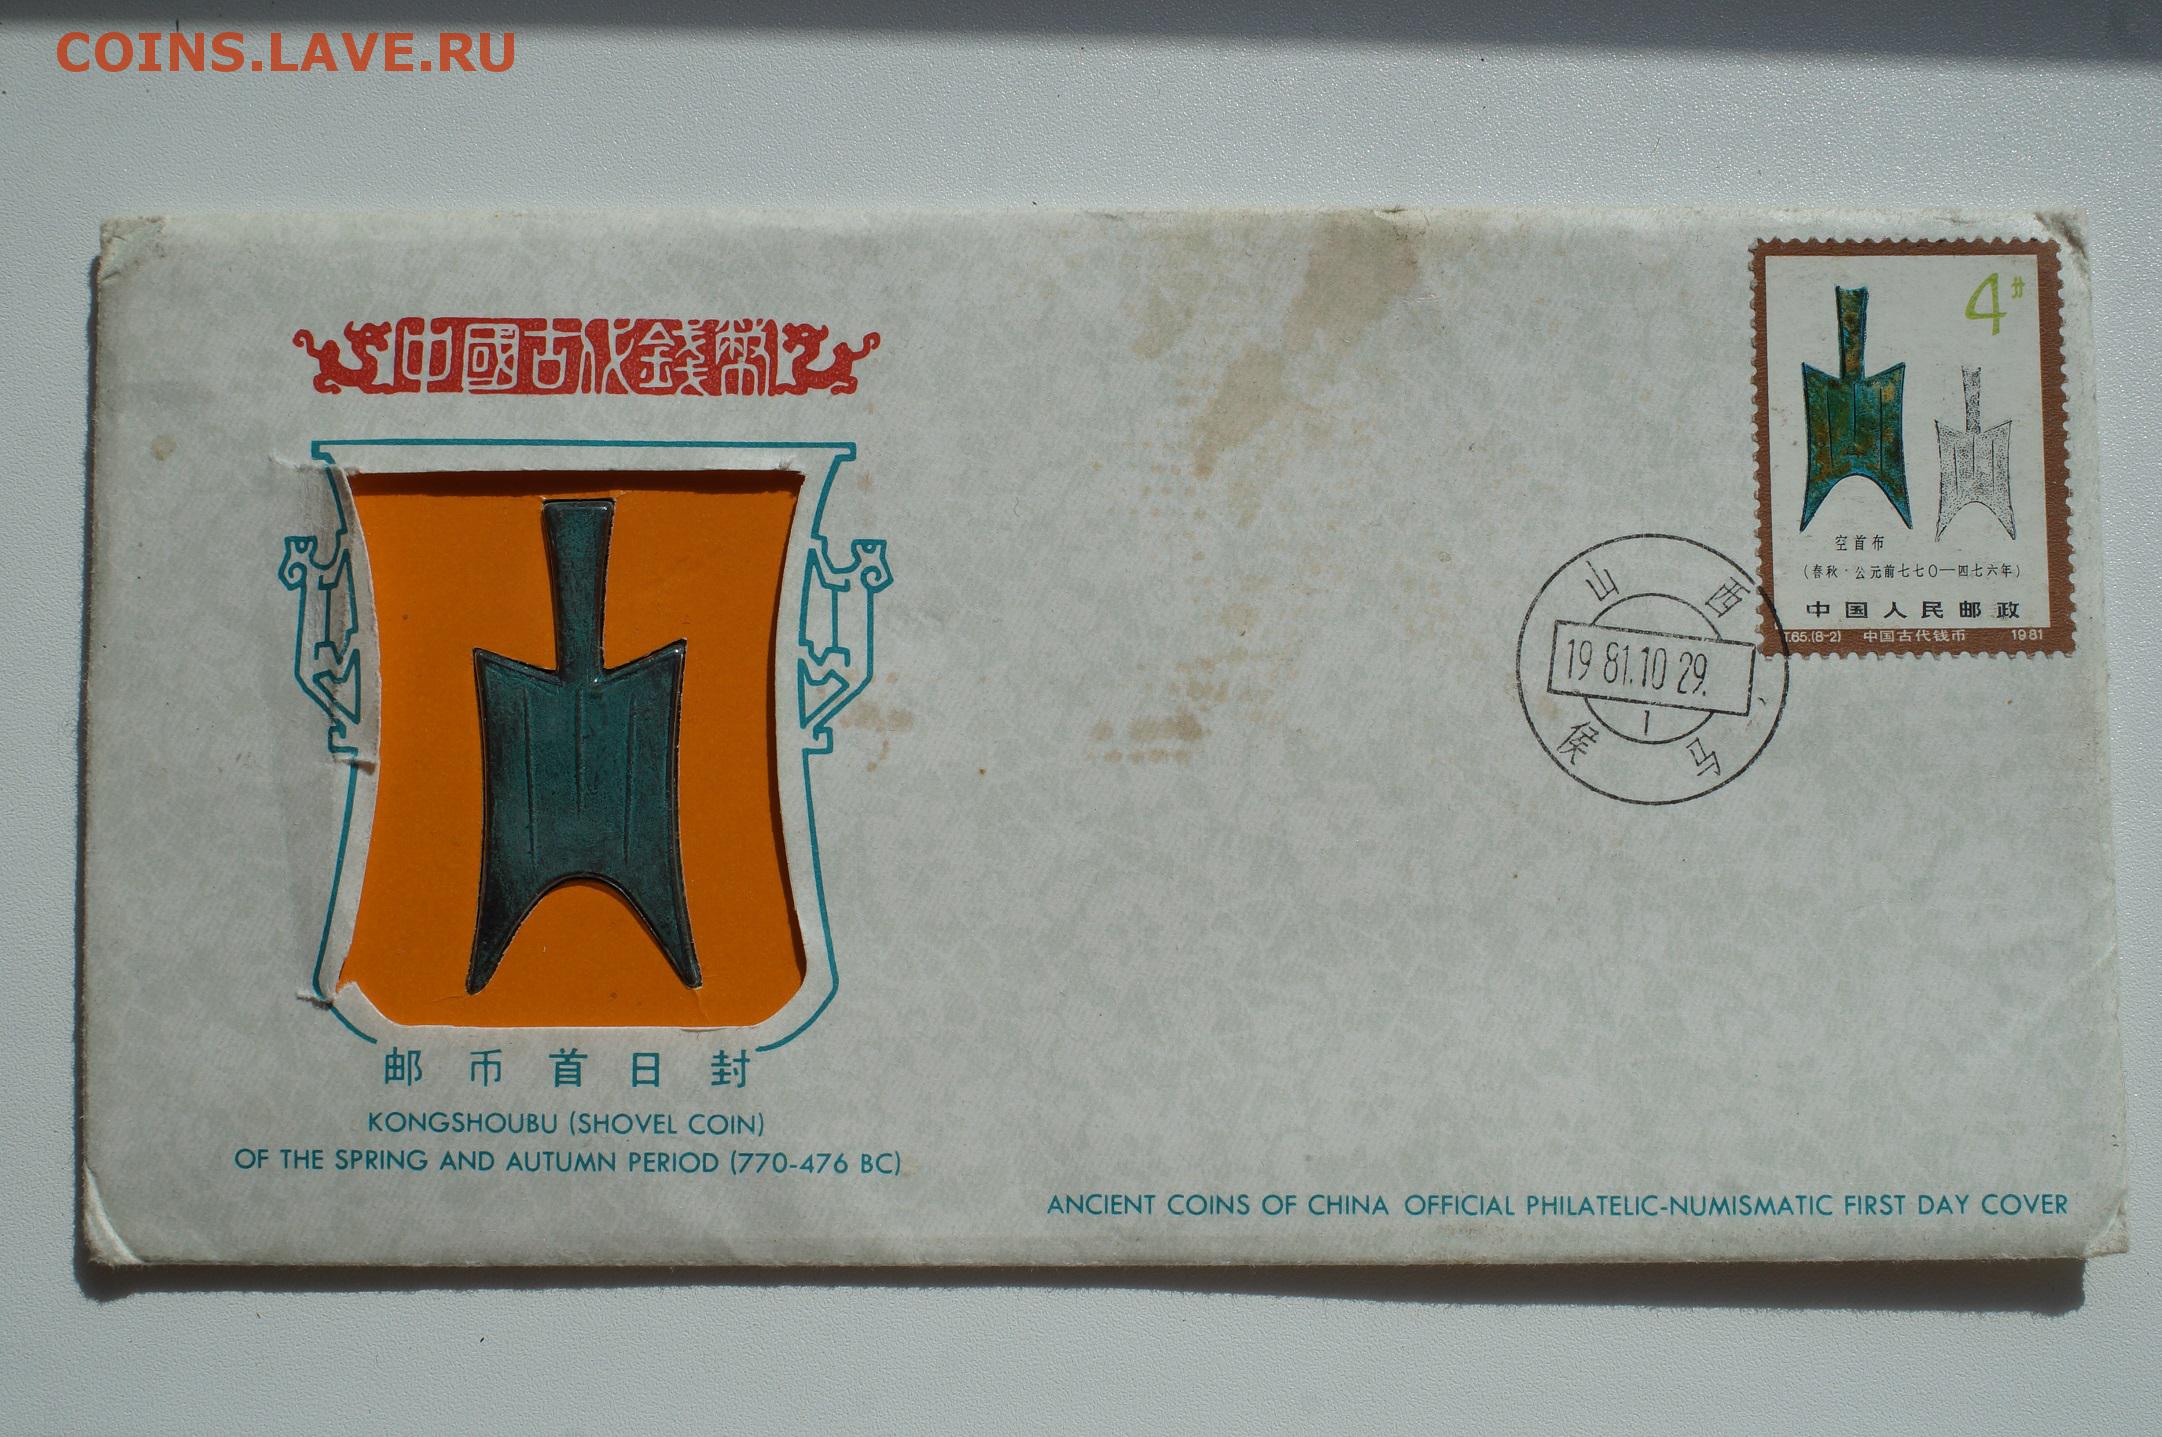 COINS.LAVE.RU
中國古代錢幣
4分
空首布
(春秋·公元前七七〇—四七六年)
中国人民邮政
T.65.(8-2) 中国古代钱币 1981
山西
1981.10.29.
1
侯马
邮币首日封
KONGSHOUBU (SHOVEL COIN)
OF THE SPRING AND AUTUMN PERIOD (770-476 BC)
ANCIENT COINS OF CHINA OFFICIAL PHILATELIC-NUMISMATIC FIRST DAY COVER